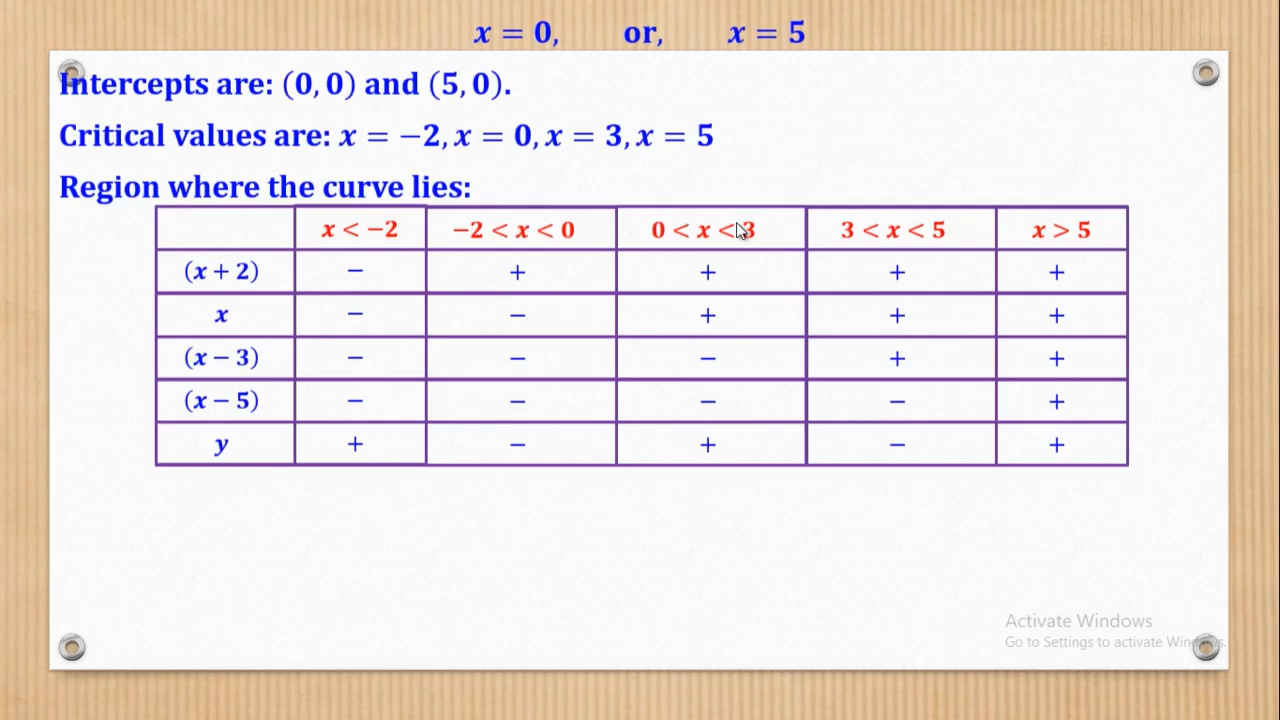 x = 0,  or,  x = 5
Intercepts are: (0, 0) and (5, 0).
Critical values are: x = −2, x = 0, x = 3, x = 5
Region where the curve lies:
x < −2  −2 < x < 0  0 < x < 3  3 < x < 5  x > 5
(x + 2)  −  +  +  +  +
x  −  −  +  +  +
(x − 3)  −  −  −  +  +
(x − 5)  −  −  −  −  +
y  +  −  +  −  +
Activate Windows
Go to Settings to activate Windows.